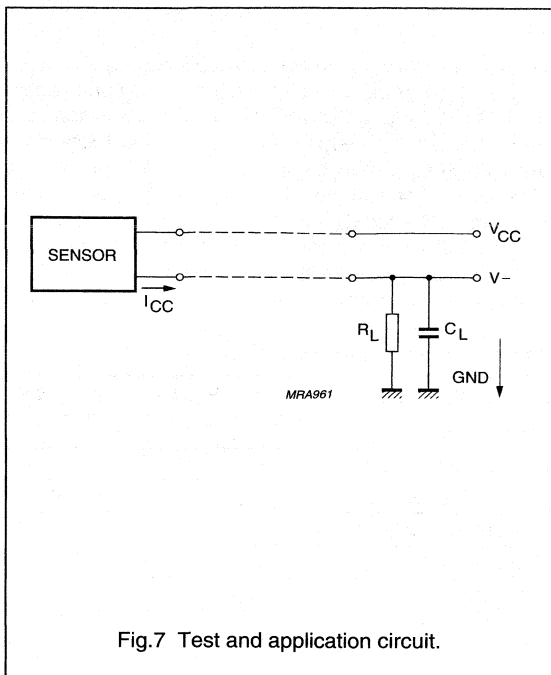 SENSOR
V_CC
V–
I_CC
R_L
C_L
GND
MRA961
Fig.7 Test and application circuit.